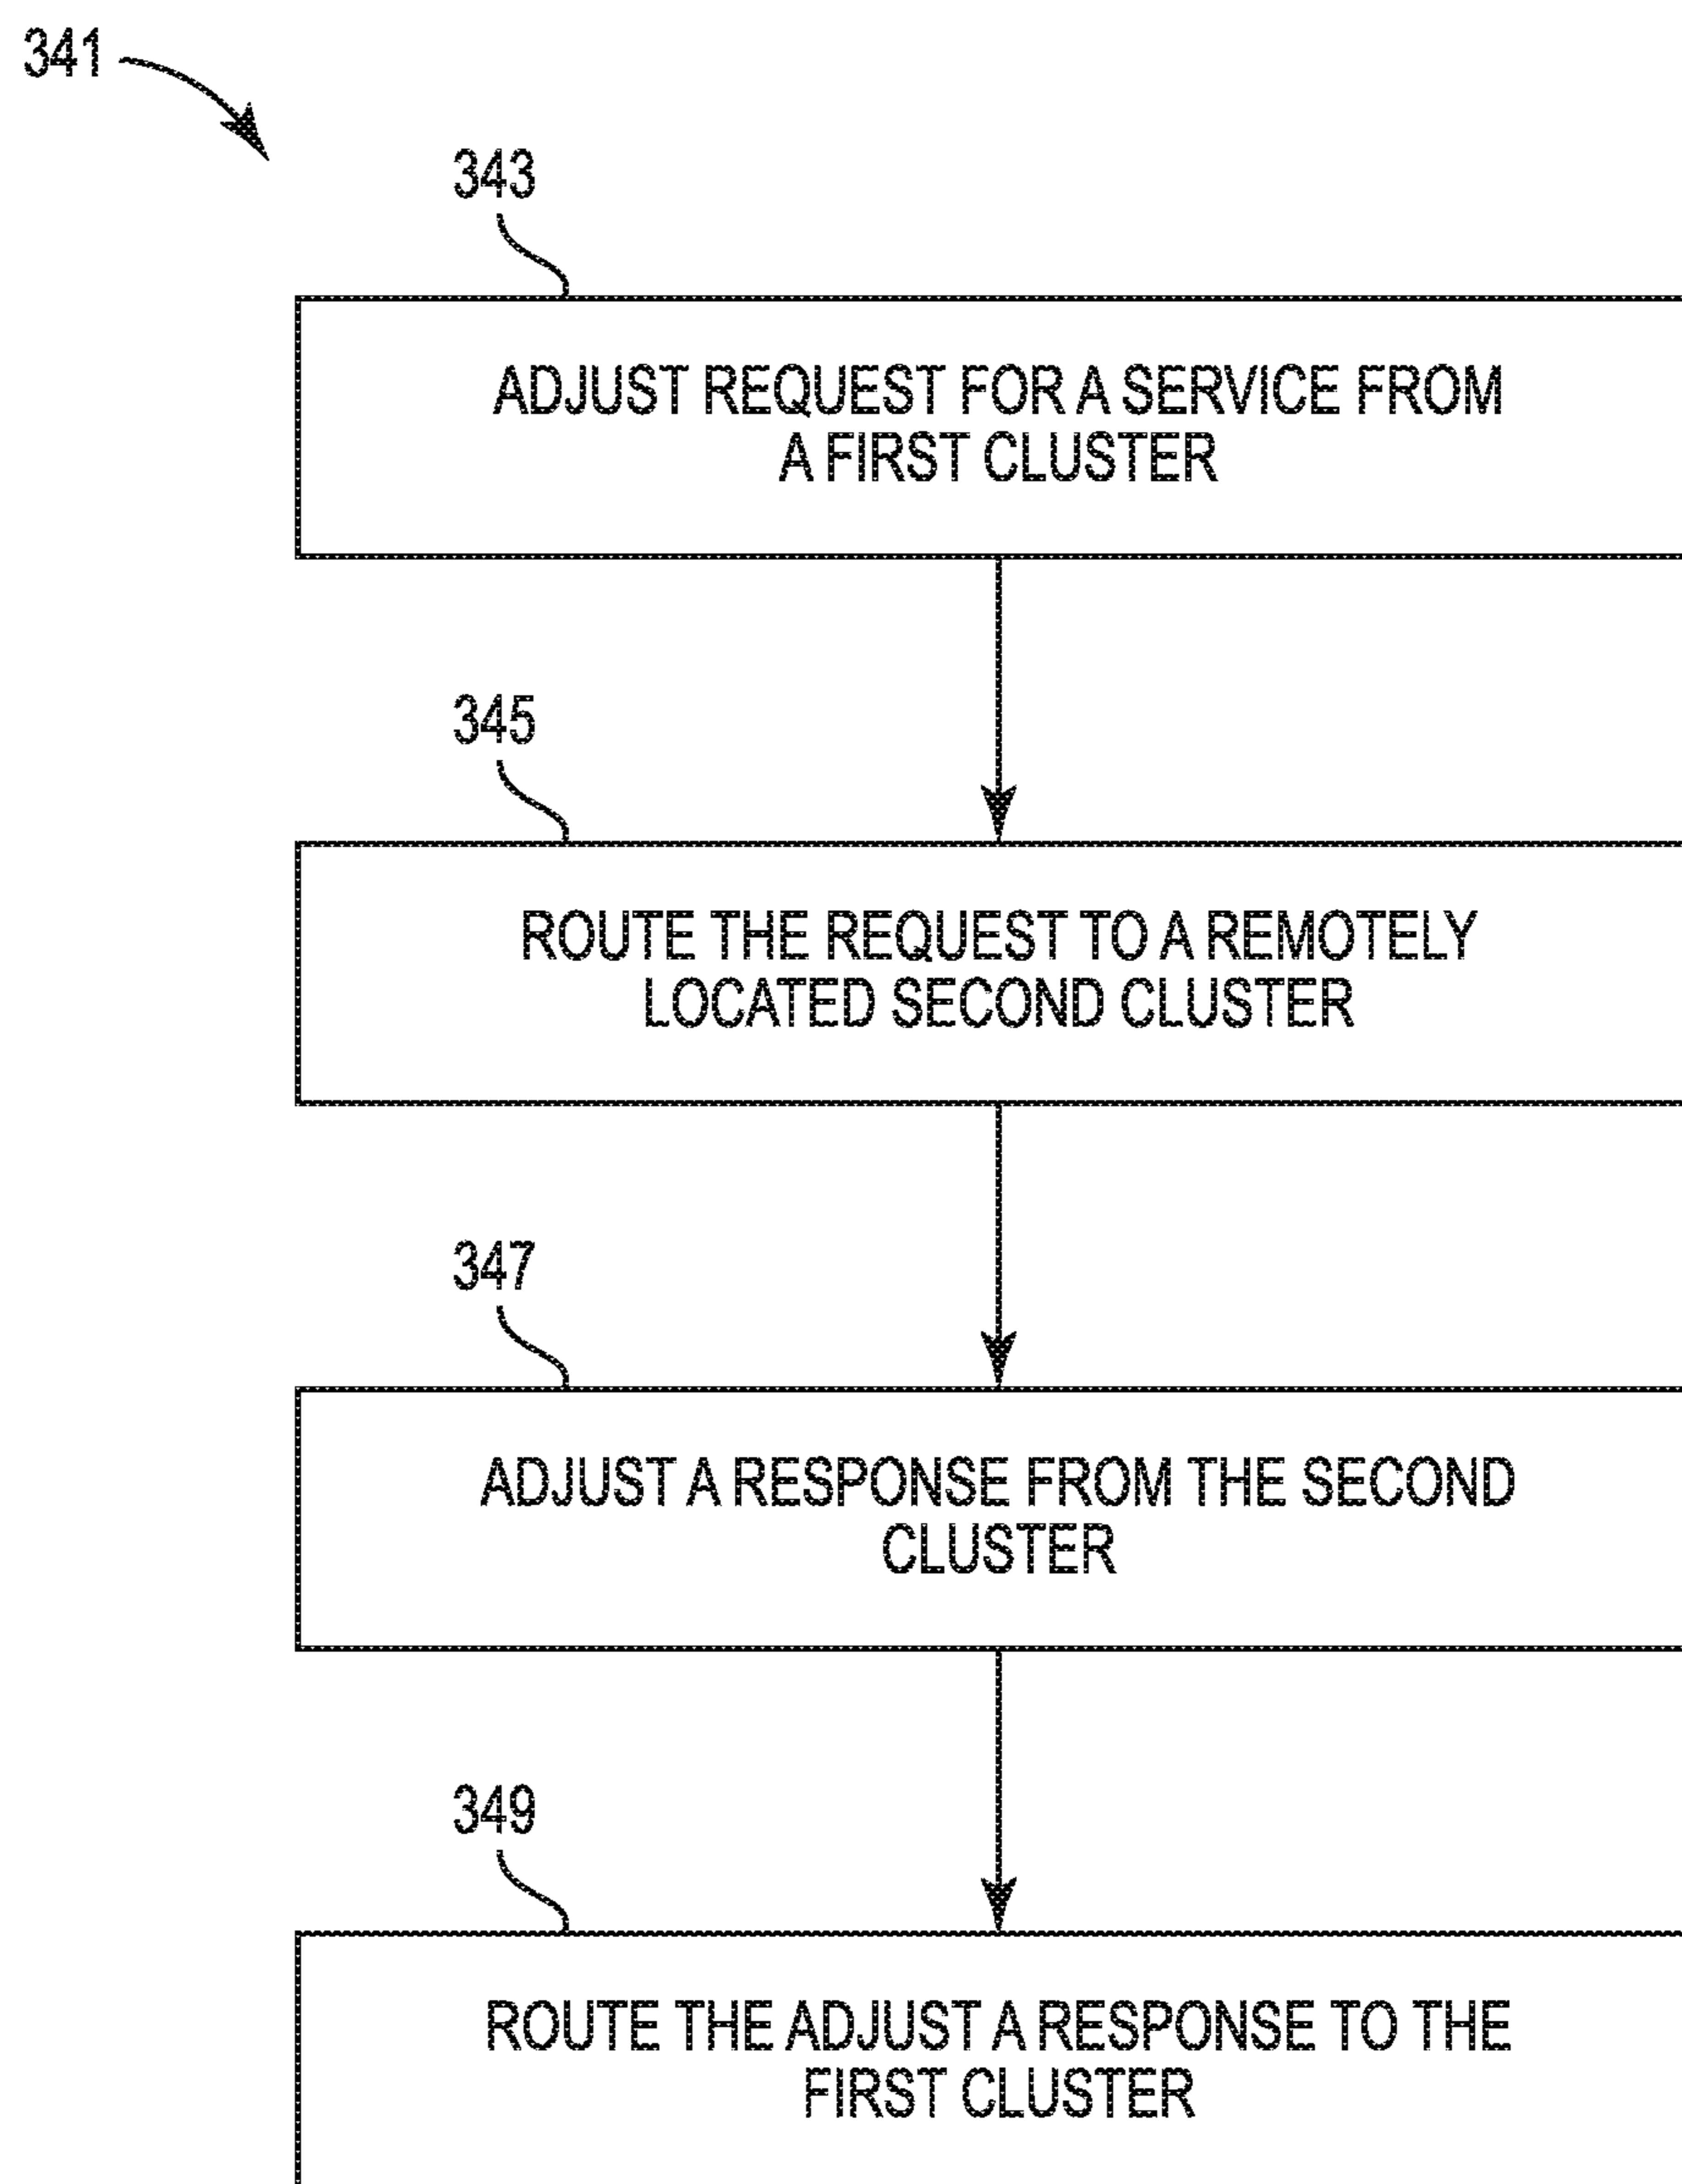 341
343
ADJUST REQUEST FOR A SERVICE FROM
A FIRST CLUSTER
345
ROUTE THE REQUEST TO A REMOTELY
LOCATED SECOND CLUSTER
347
ADJUST A RESPONSE FROM THE SECOND
CLUSTER
349
ROUTE THE ADJUST A RESPONSE TO THE
FIRST CLUSTER